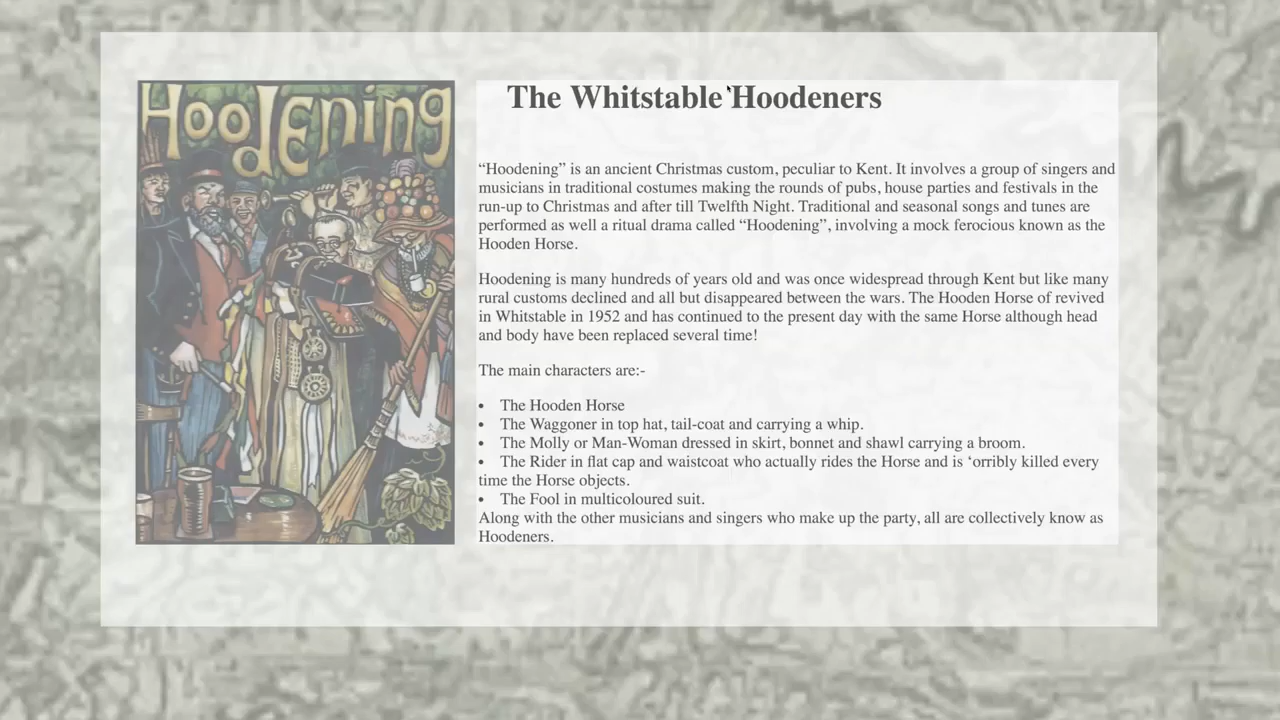 Hoodening
The Whitstable 'Hoodeners
“Hoodening” is an ancient Christmas custom, peculiar to Kent. It involves a group of singers and
musicians in traditional costumes making the rounds of pubs, house parties and festivals in the
run-up to Christmas and after till Twelfth Night. Traditional and seasonal songs and tunes are
performed as well a ritual drama called “Hoodening”, involving a mock ferocious known as the
Hooden Horse.
Hoodening is many hundreds of years old and was once widespread through Kent but like many
rural customs declined and all but disappeared between the wars. The Hooden Horse of revived
in Whitstable in 1952 and has continued to the present day with the same Horse although head
and body have been replaced several time!
The main characters are:-
• The Hooden Horse
• The Waggoner in top hat, tail-coat and carrying a whip.
• The Molly or Man-Woman dressed in skirt, bonnet and shawl carrying a broom.
• The Rider in flat cap and waistcoat who actually rides the Horse and is ‘orribly killed every
time the Horse objects.
• The Fool in multicoloured suit.
Along with the other musicians and singers who make up the party, all are collectively know as
Hoodeners.